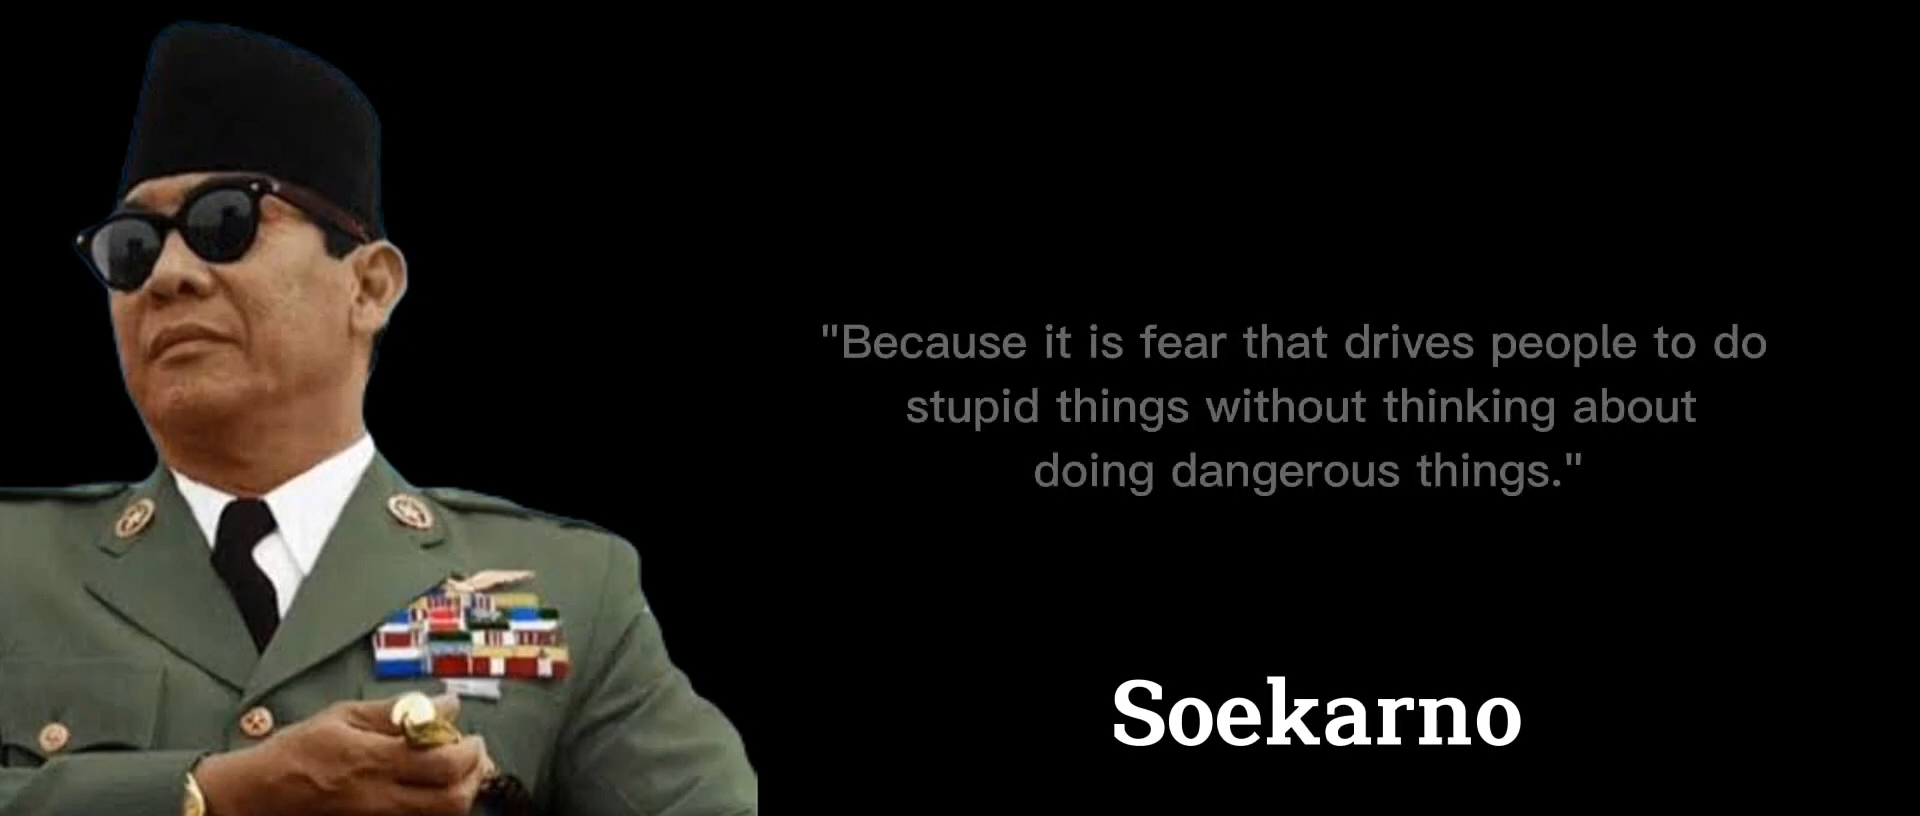 "Because it is fear that drives people to do
stupid things without thinking about
doing dangerous things."
Soekarno